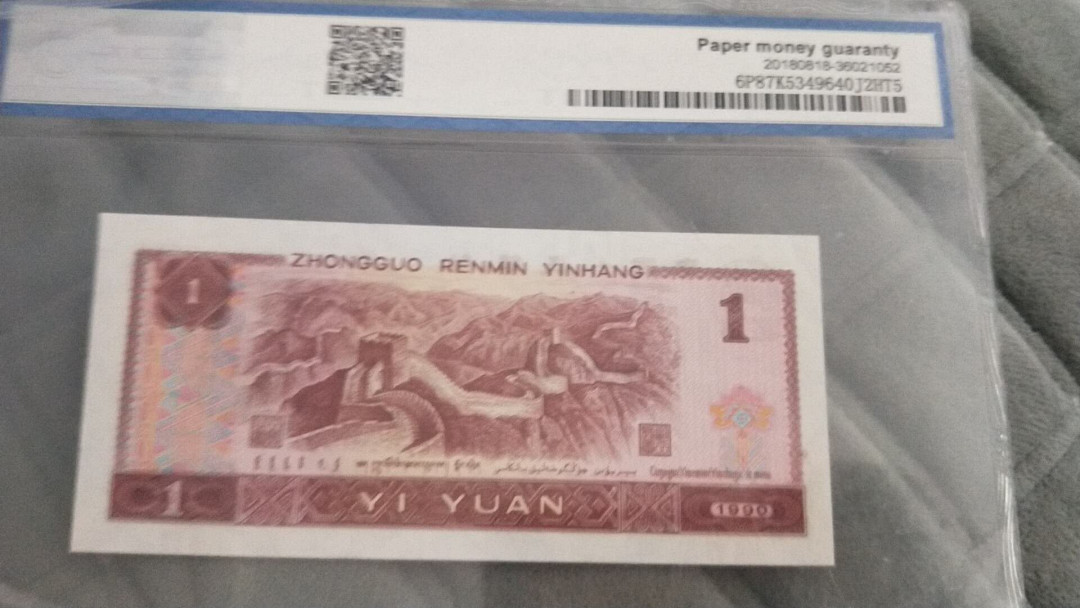 Paper money guaranty
20180818-36021052
6P87K5349640J2HT5
ZHONGGUO RENMIN YINHANG
1
1
1
YI YUAN
1990